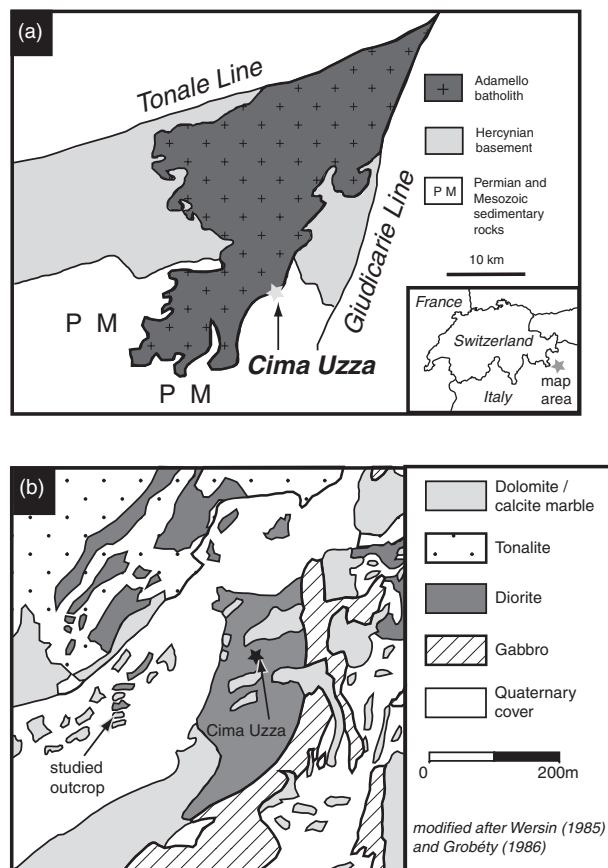 (a)
Tonale Line
Giudicarie Line
P M
P M
Cima Uzza
Adamello
batholith
Hercynian
basement
P M
Permian and
Mesozoic
sedimentary
rocks
10 km
France
Switzerland
Italy
map
area
(b)
Cima Uzza
studied
outcrop
Dolomite /
calcite marble
Tonalite
Diorite
Gabbro
Quaternary
cover
0
200m
modified after Wersin (1985)
and Grobéty (1986)